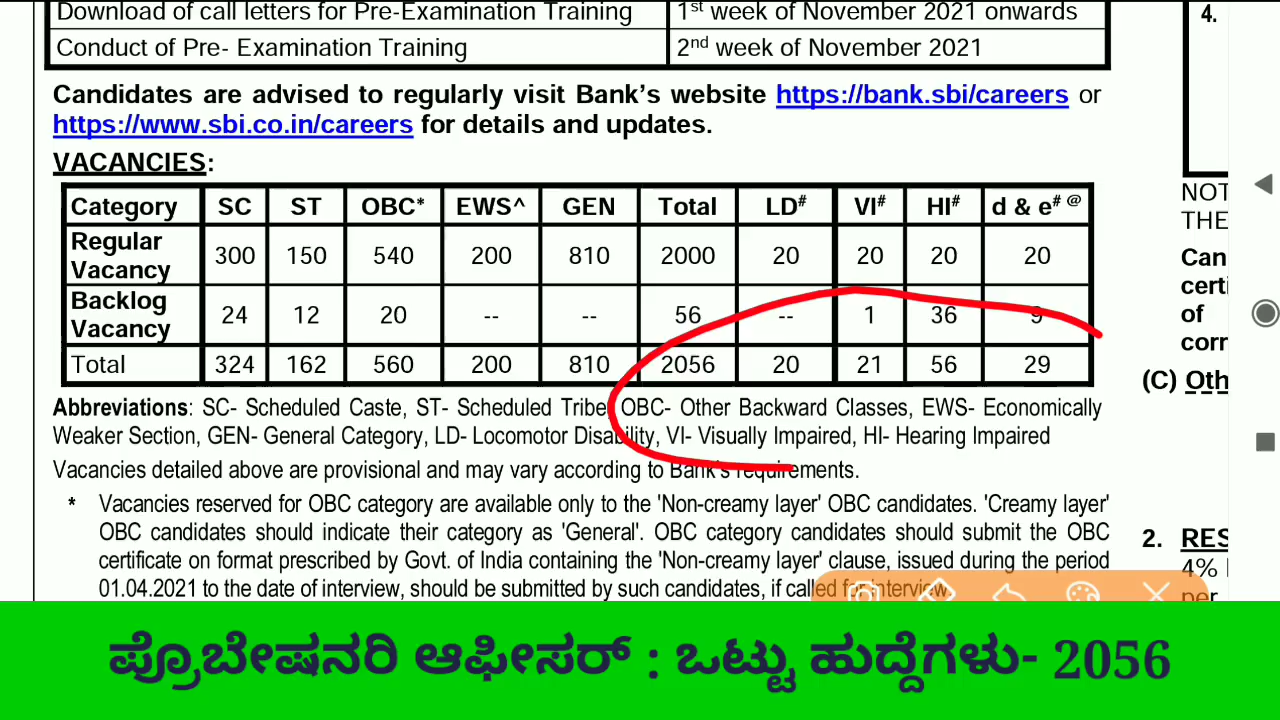 Download of call letters for Pre-Examination Training 1st week of November 2021 onwards
Conduct of Pre- Examination Training 2nd week of November 2021
Candidates are advised to regularly visit Bank's website https://bank.sbi/careers or
https://www.sbi.co.in/careers for details and updates.
VACANCIES:
Category SC ST OBC* EWS^ GEN Total LD# VI# HI# d & e# @
Regular Vacancy 300 150 540 200 810 2000 20 20 20 20
Backlog Vacancy 24 12 20 -- -- 56 -- 1 36 9
Total 324 162 560 200 810 2056 20 21 56 29
Abbreviations: SC- Scheduled Caste, ST- Scheduled Tribe, OBC- Other Backward Classes, EWS- Economically
Weaker Section, GEN- General Category, LD- Locomotor Disability, VI- Visually Impaired, HI- Hearing Impaired
Vacancies detailed above are provisional and may vary according to Bank's requirements.
* Vacancies reserved for OBC category are available only to the 'Non-creamy layer' OBC candidates. 'Creamy layer'
OBC candidates should indicate their category as 'General'. OBC category candidates should submit the OBC
certificate on format prescribed by Govt. of India containing the 'Non-creamy layer' clause, issued during the period
01.04.2021 to the date of interview, should be submitted by such candidates, if called for interview.
4.
NOT
THE
Can
certi
of
corr
(C) Oth
2. RES
4%
per
ಪ್ರೊಬೇಷನರಿ ಆಫೀಸರ್ : ಒಟ್ಟು ಹುದ್ದೆಗಳು- 2056